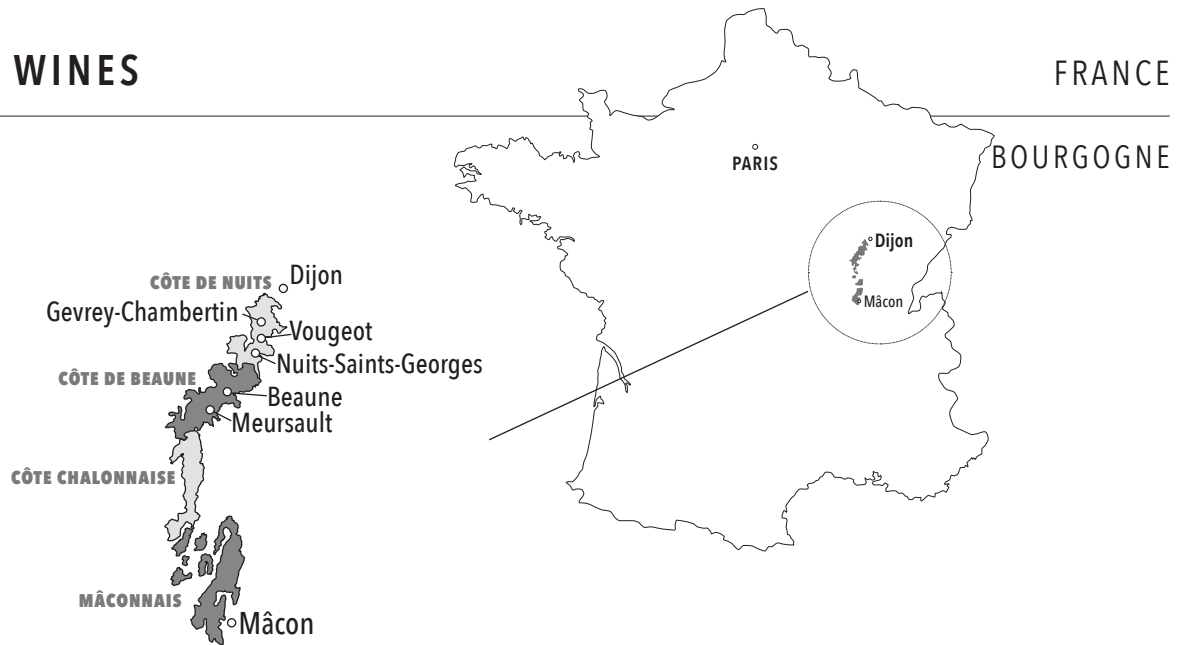 WINES
FRANCE
BOURGOGNE
PARIS
Dijon
Mâcon
CÔTE DE NUITS
Dijon
Gevrey-Chambertin
Vougeot
Nuits-Saints-Georges
CÔTE DE BEAUNE
Beaune
Meursault
CÔTE CHALONNAISE
MÂCONNAIS
Mâcon